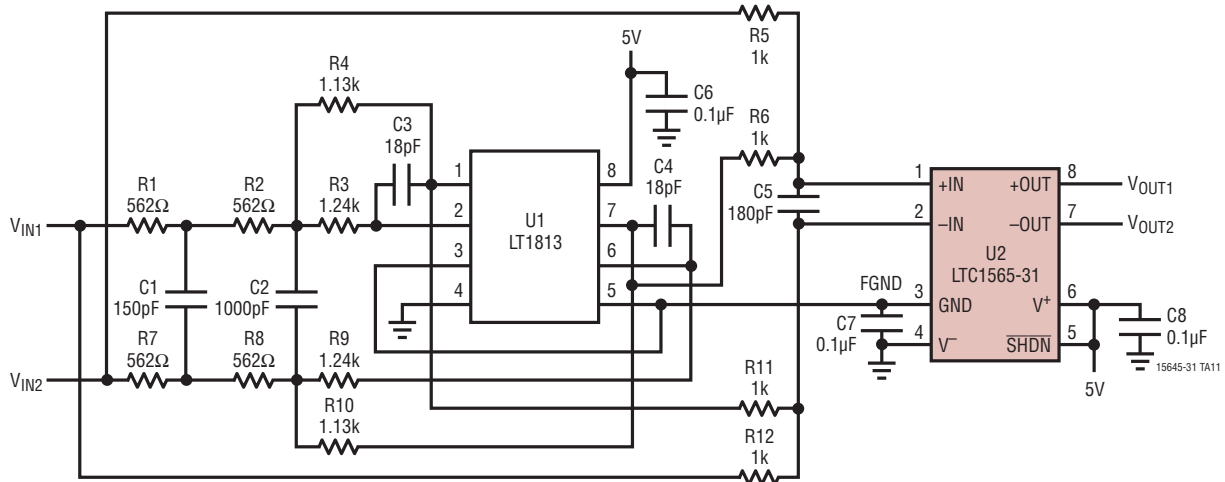 R5
1k
5V
R4
1.13k
C6
0.1µF
C3
18pF
R6
1k
C4
18pF
1
8
R1
562Ω
R2
562Ω
R3
1.24k
C5
180pF
1
+IN
+OUT
8
VOUT1
VIN1
2
U1
LT1813
7
2
–IN
–OUT
7
VOUT2
3
6
U2
LTC1565-31
C1
150pF
C2
1000pF
4
5
FGND
3
GND
V+
6
C8
0.1µF
R7
562Ω
R8
562Ω
R9
1.24k
C7
0.1µF
4
V–
SHDN
5
15645-31 TA11
VIN2
R11
1k
5V
R10
1.13k
R12
1k